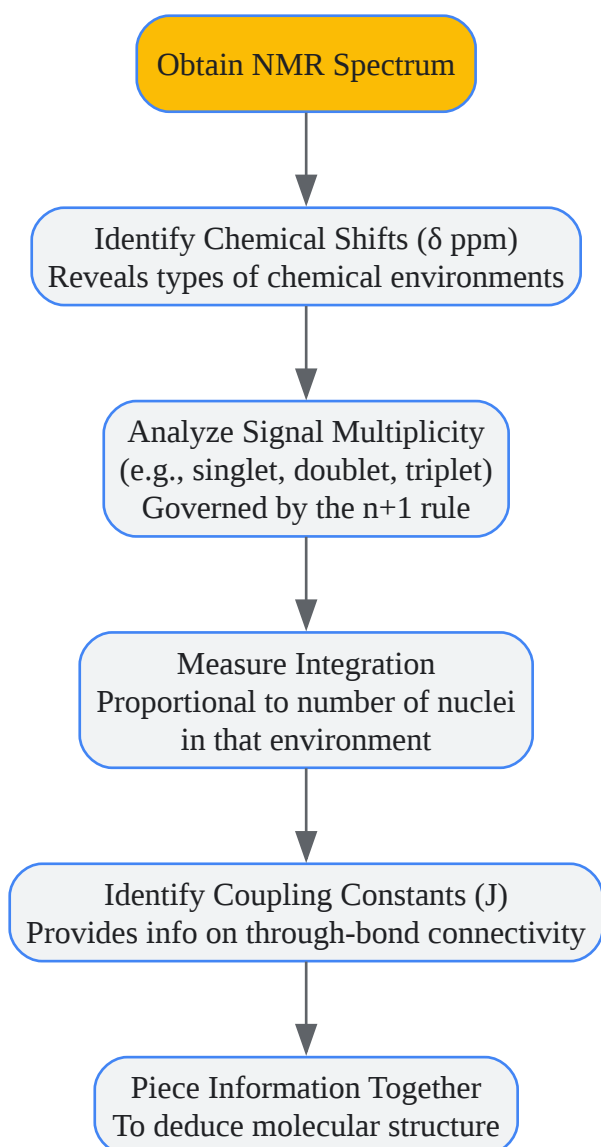 Obtain NMR Spectrum
Identify Chemical Shifts (δ ppm)
Reveals types of chemical environments
Analyze Signal Multiplicity
(e.g., singlet, doublet, triplet)
Governed by the n+1 rule
Measure Integration
Proportional to number of nuclei
in that environment
Identify Coupling Constants (J)
Provides info on through-bond connectivity
Piece Information Together
To deduce molecular structure